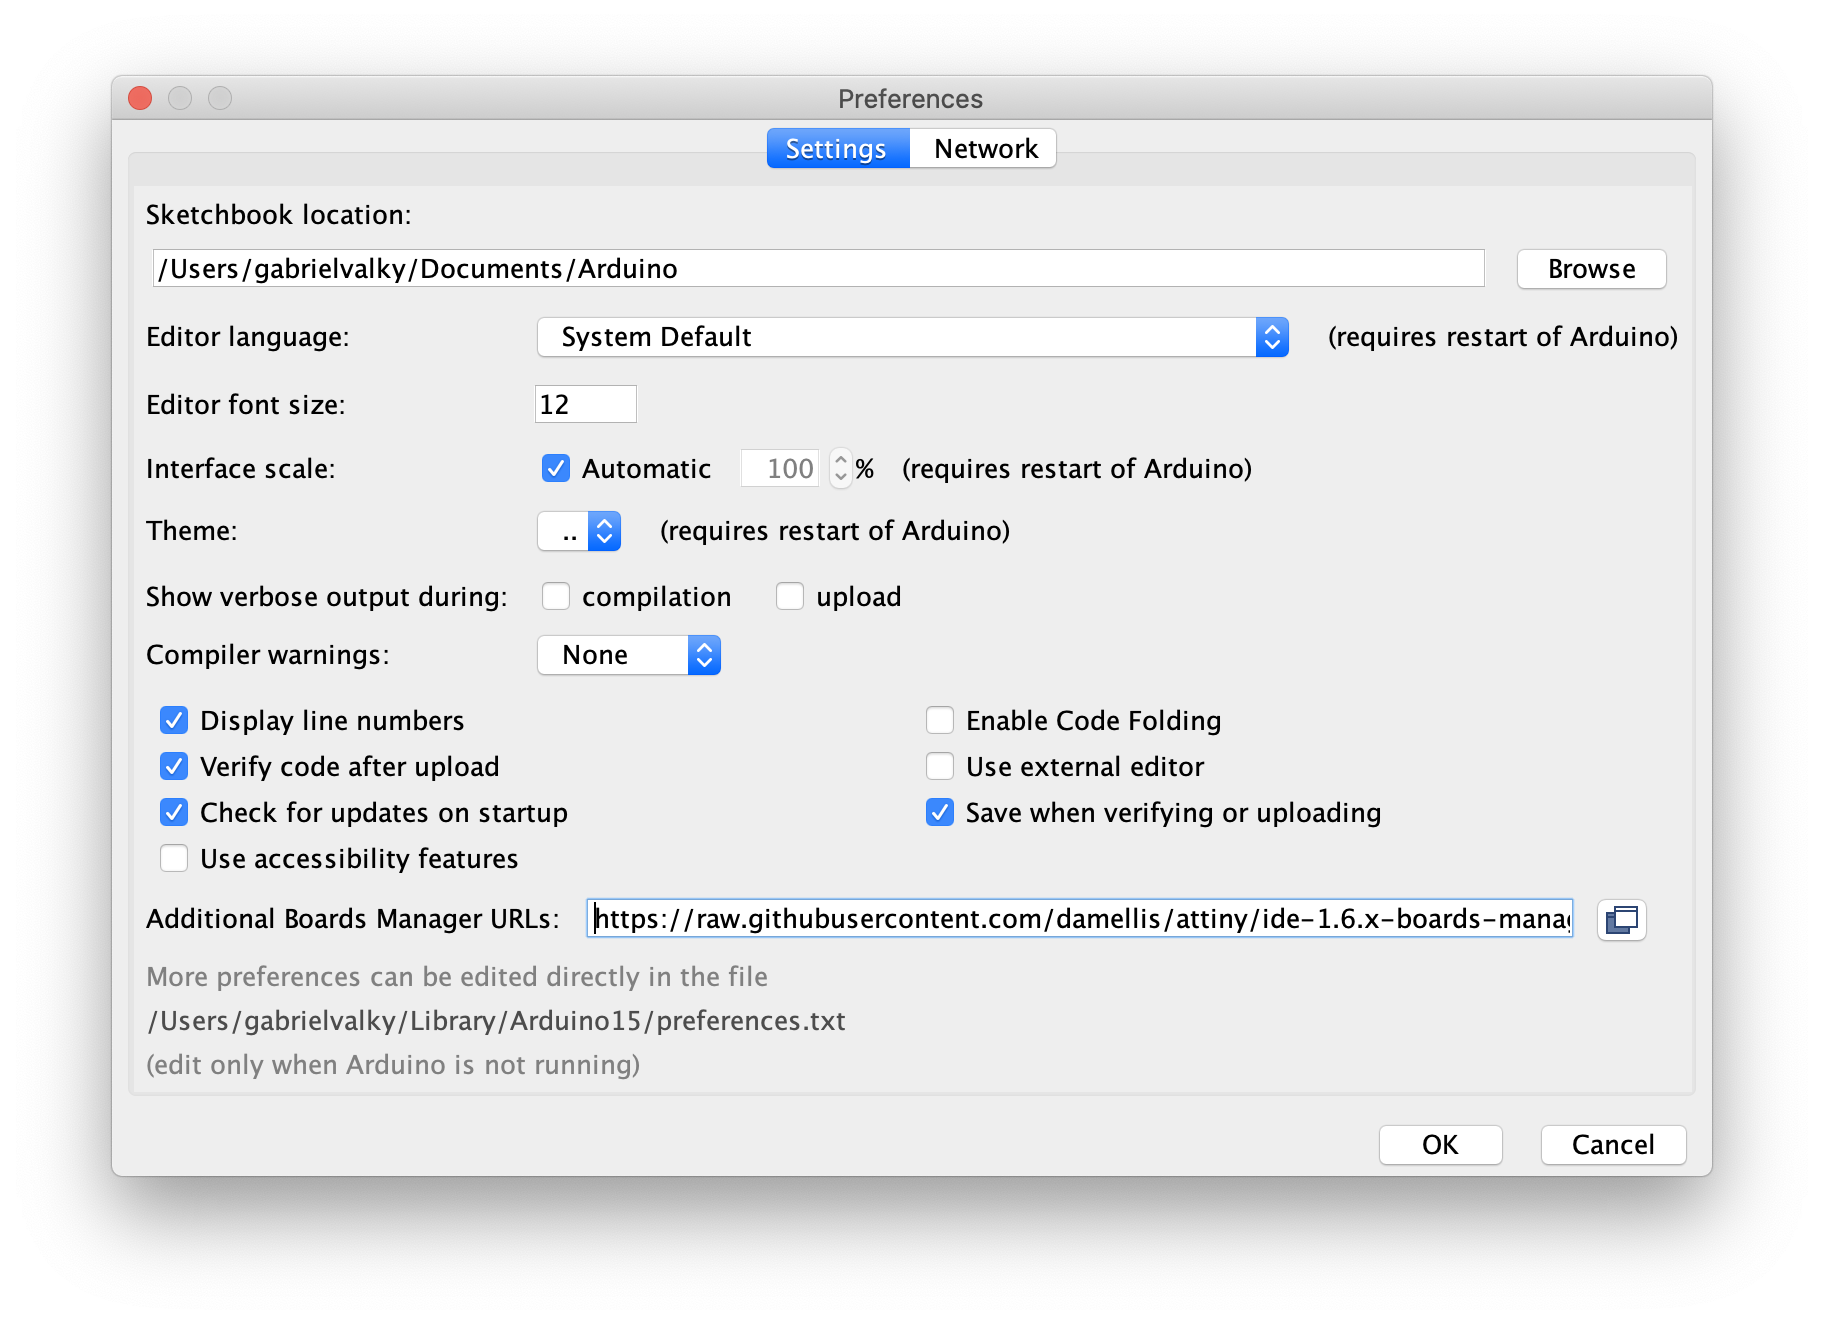 Preferences
Settings Network
Sketchbook location:
/Users/gabrielvalky/Documents/Arduino Browse
Editor language: System Default (requires restart of Arduino)
Editor font size: 12
Interface scale: Automatic 100 % (requires restart of Arduino)
Theme: .. (requires restart of Arduino)
Show verbose output during: compilation upload
Compiler warnings: None
Display line numbers Enable Code Folding
Verify code after upload Use external editor
Check for updates on startup Save when verifying or uploading
Use accessibility features
Additional Boards Manager URLs: https://raw.githubusercontent.com/damellis/attiny/ide-1.6.x-boards-manag
More preferences can be edited directly in the file
/Users/gabrielvalky/Library/Arduino15/preferences.txt
(edit only when Arduino is not running)
OK Cancel